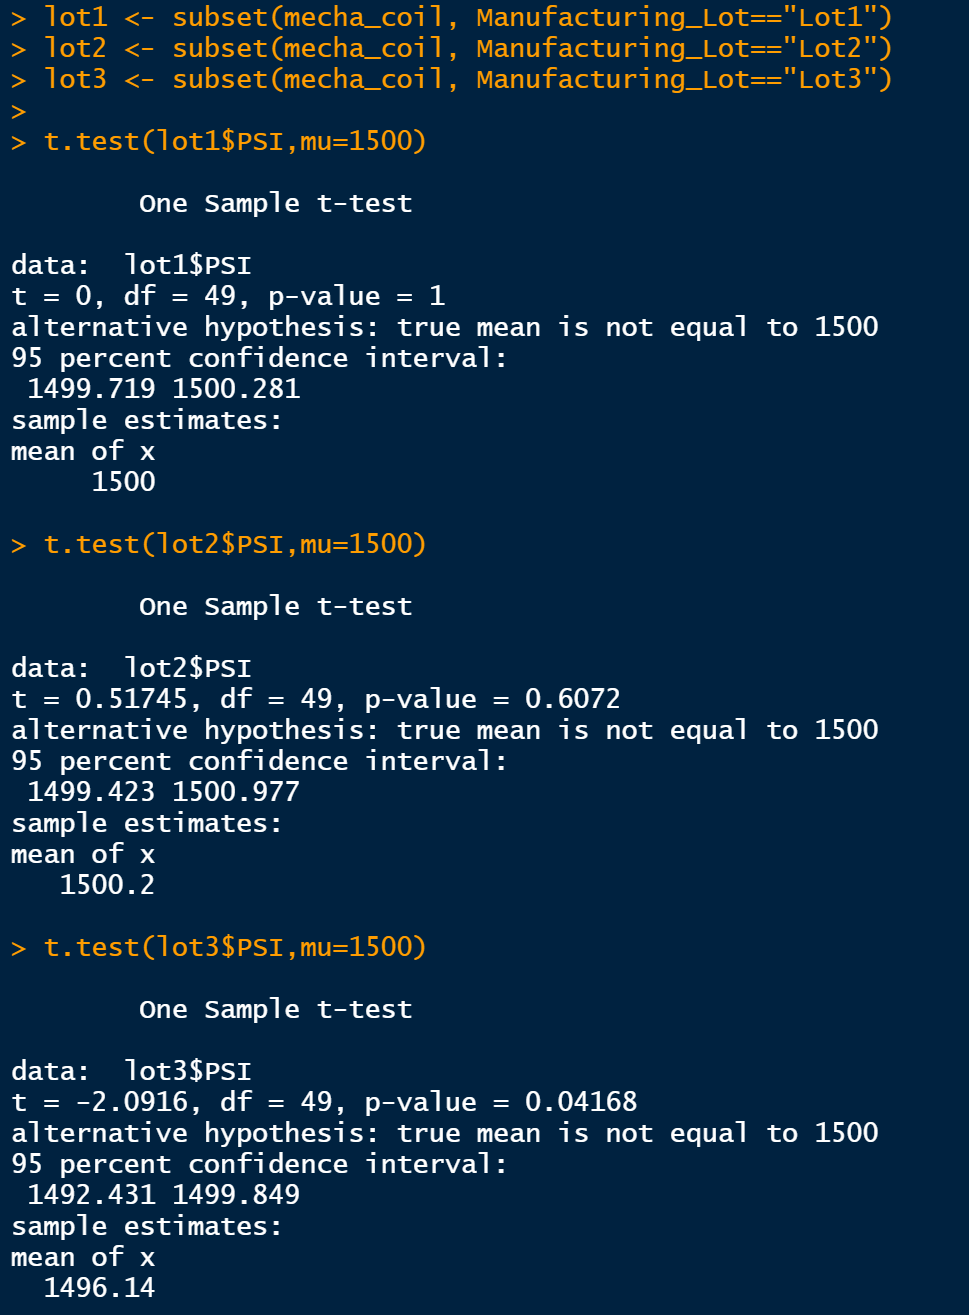 > lot1 <- subset(mecha_coil, Manufacturing_Lot=="Lot1")
> lot2 <- subset(mecha_coil, Manufacturing_Lot=="Lot2")
> lot3 <- subset(mecha_coil, Manufacturing_Lot=="Lot3")
>
> t.test(lot1$PSI,mu=1500)
One Sample t-test
data:  lot1$PSI
t = 0, df = 49, p-value = 1
alternative hypothesis: true mean is not equal to 1500
95 percent confidence interval:
1499.719 1500.281
sample estimates:
mean of x
1500
> t.test(lot2$PSI,mu=1500)
One Sample t-test
data:  lot2$PSI
t = 0.51745, df = 49, p-value = 0.6072
alternative hypothesis: true mean is not equal to 1500
95 percent confidence interval:
1499.423 1500.977
sample estimates:
mean of x
1500.2
> t.test(lot3$PSI,mu=1500)
One Sample t-test
data:  lot3$PSI
t = -2.0916, df = 49, p-value = 0.04168
alternative hypothesis: true mean is not equal to 1500
95 percent confidence interval:
1492.431 1499.849
sample estimates:
mean of x
1496.14